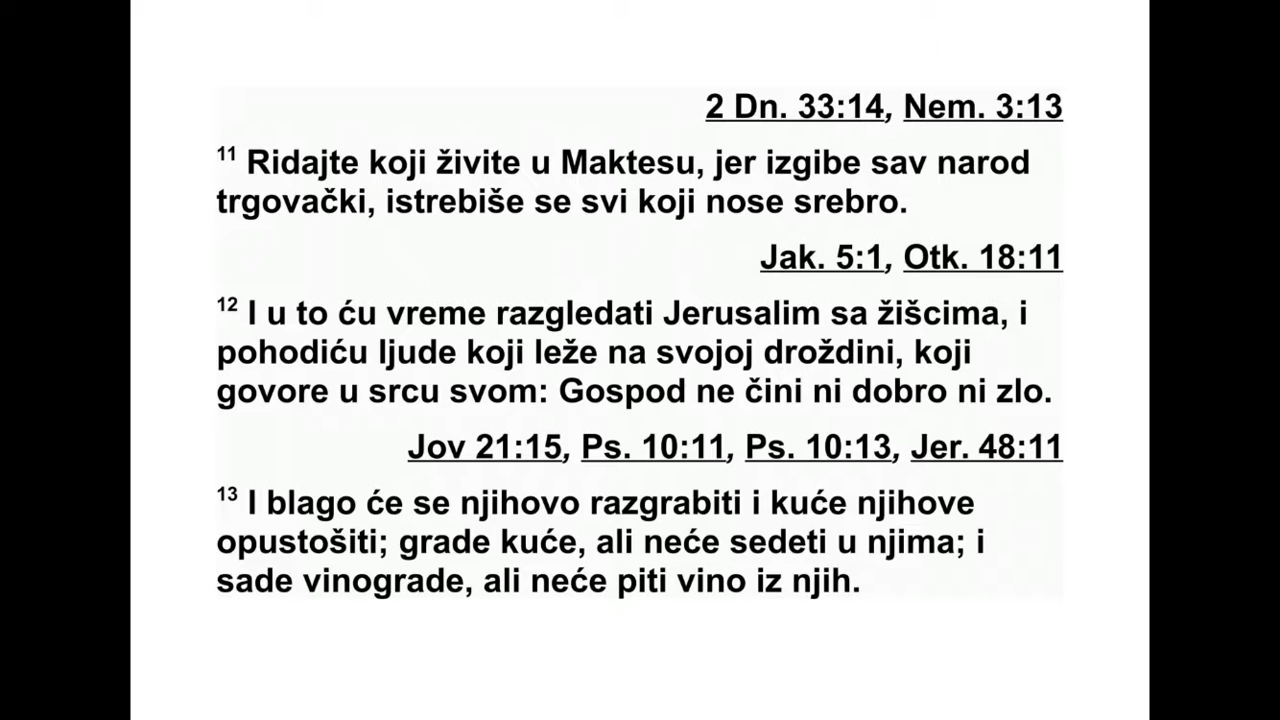 2 Dn. 33:14, Nem. 3:13
11 Ridajte koji živite u Maktesu, jer izgibe sav narod
trgovački, istrebiše se svi koji nose srebro.
Jak. 5:1, Otk. 18:11
12 I u to ću vreme razgledati Jerusalim sa žišcima, i
pohodiću ljude koji leže na svojoj droždini, koji
govore u srcu svom: Gospod ne čini ni dobro ni zlo.
Jov 21:15, Ps. 10:11, Ps. 10:13, Jer. 48:11
13 I blago će se njihovo razgrabiti i kuće njihove
opustošiti; grade kuće, ali neće sedeti u njima; i
sade vinograde, ali neće piti vino iz njih.